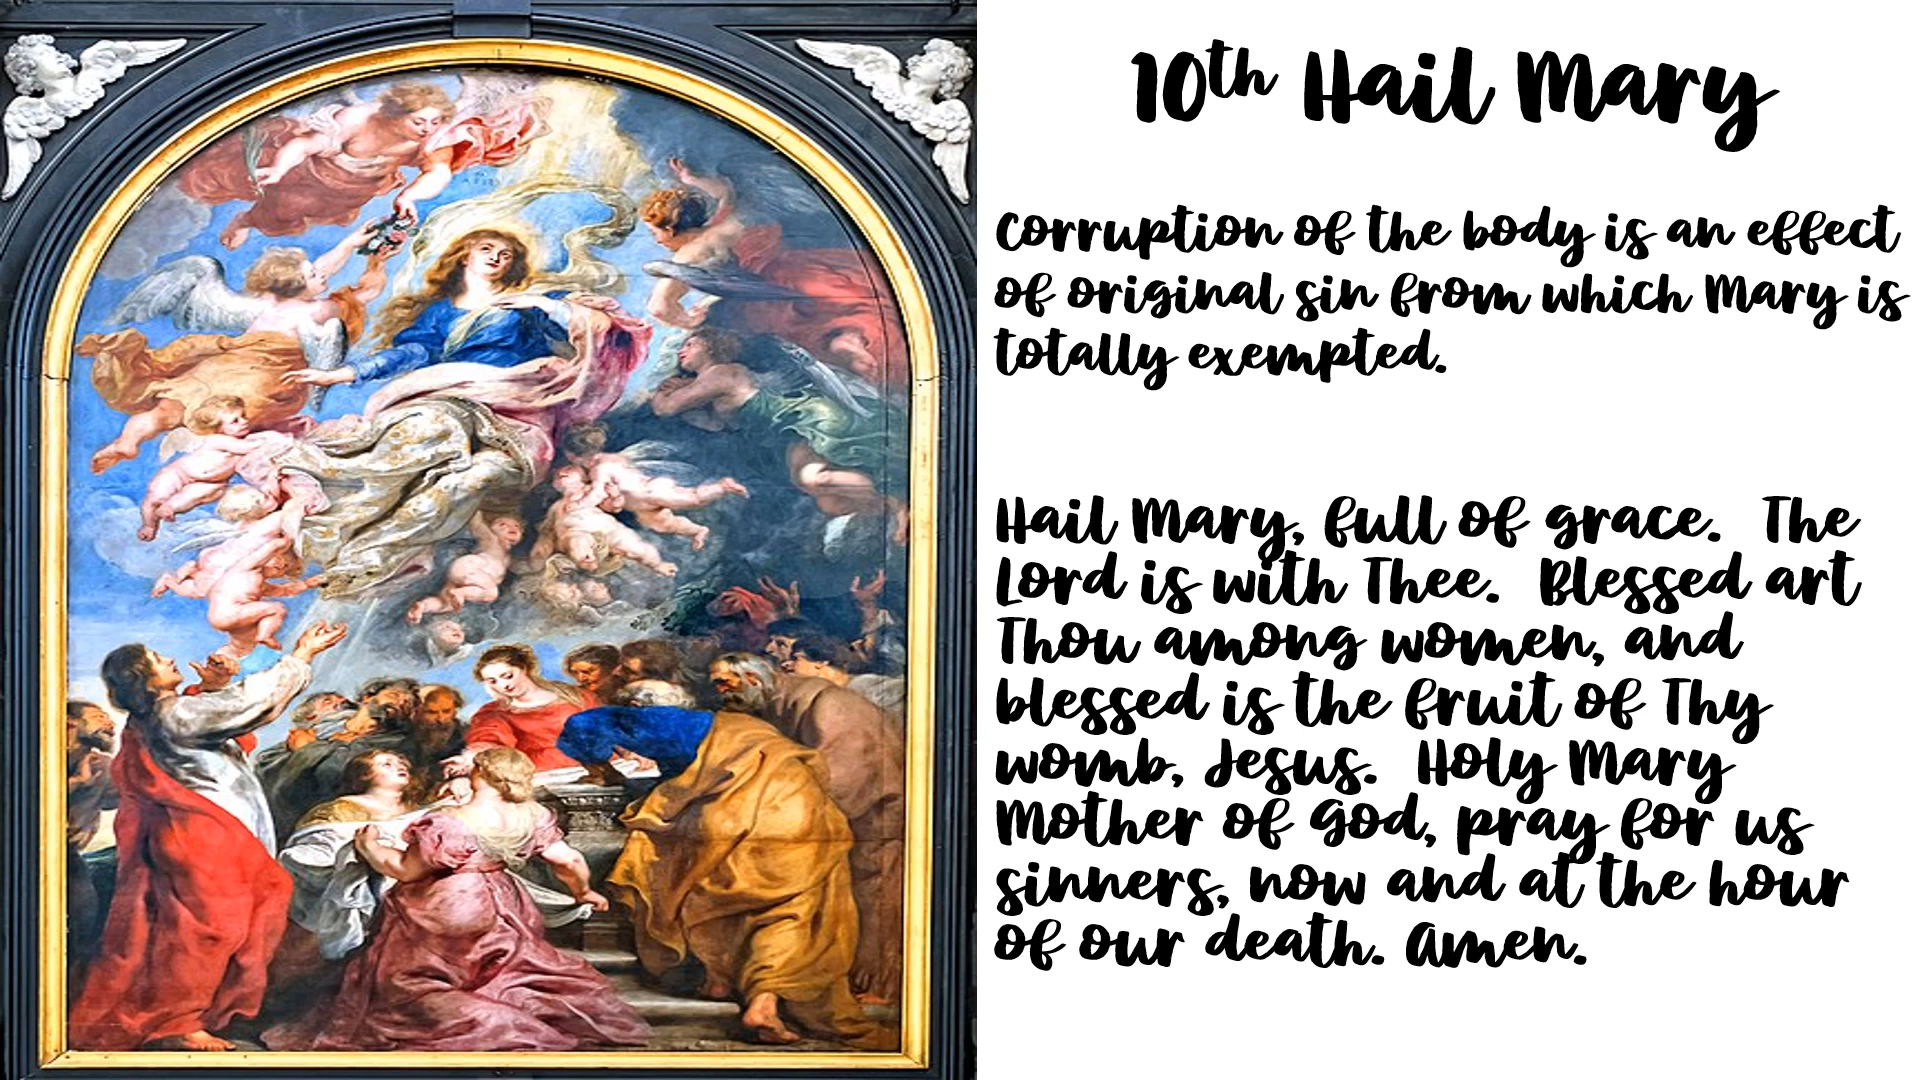 10th Hail Mary
Corruption of the body is an effect
of original sin from which Mary is
totally exempted.
Hail Mary, full of grace. The
Lord is with Thee. Blessed art
Thou among women, and
blessed is the fruit of Thy
womb, Jesus. Holy Mary
Mother of God, pray for us
sinners, now and at the hour
of our death. Amen.